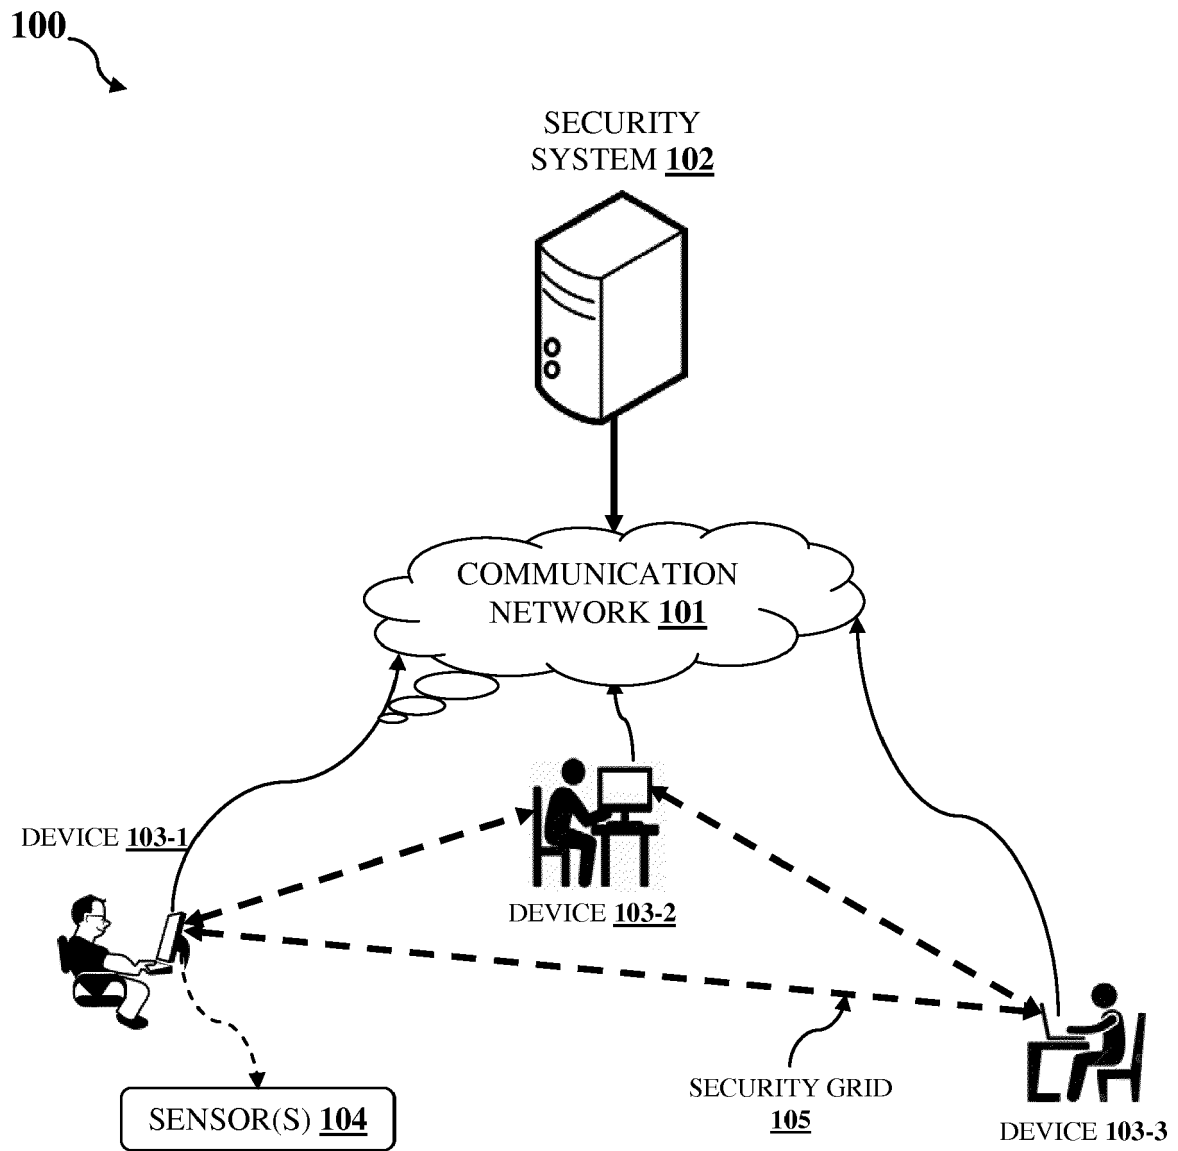 100
SECURITY
SYSTEM 102
COMMUNICATION
NETWORK 101
DEVICE 103-1
DEVICE 103-2
SECURITY GRID
105
SENSOR(S) 104
DEVICE 103-3